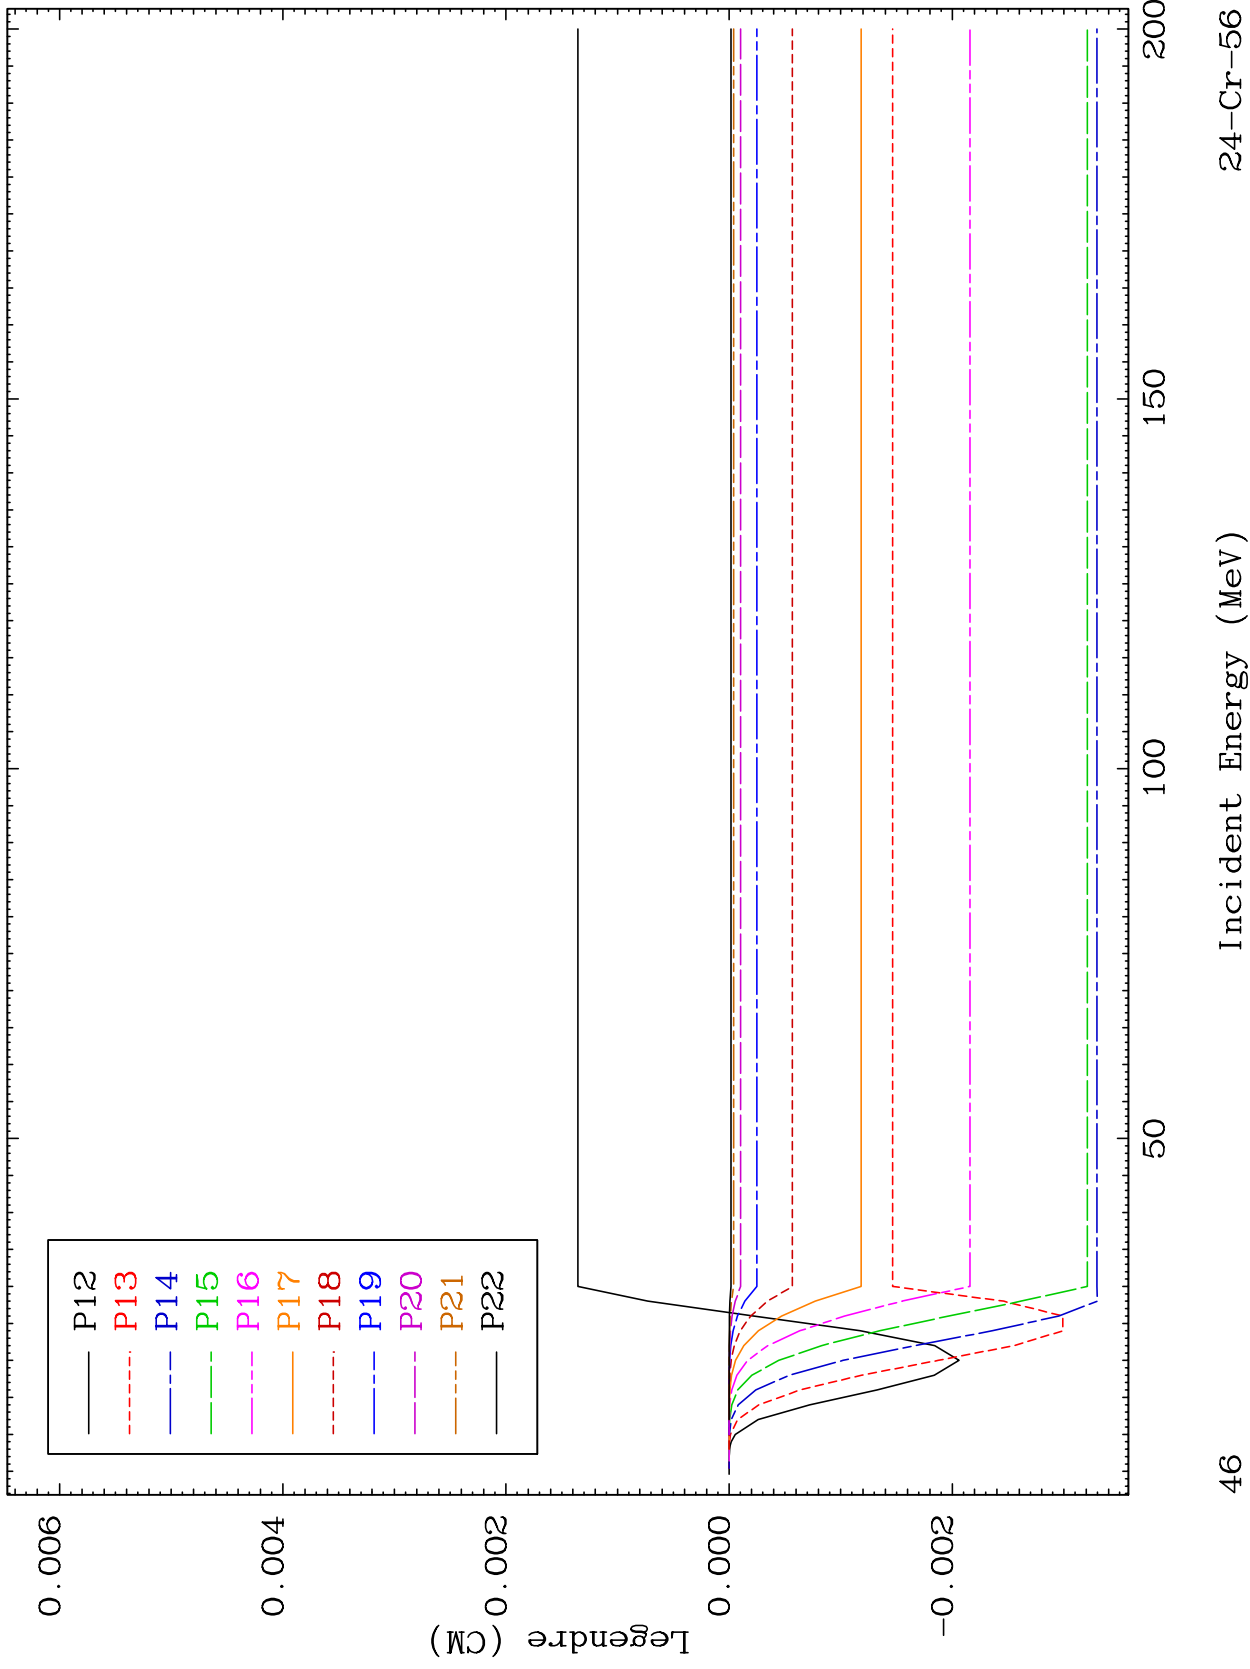 Legendre (CM)
0.006
0.004
0.002
0.000
-0.002
P12
P13
P14
P15
P16
P17
P18
P19
P20
P21
P22
50
100
150
200
Incident Energy (MeV)
46
24-Cr-56